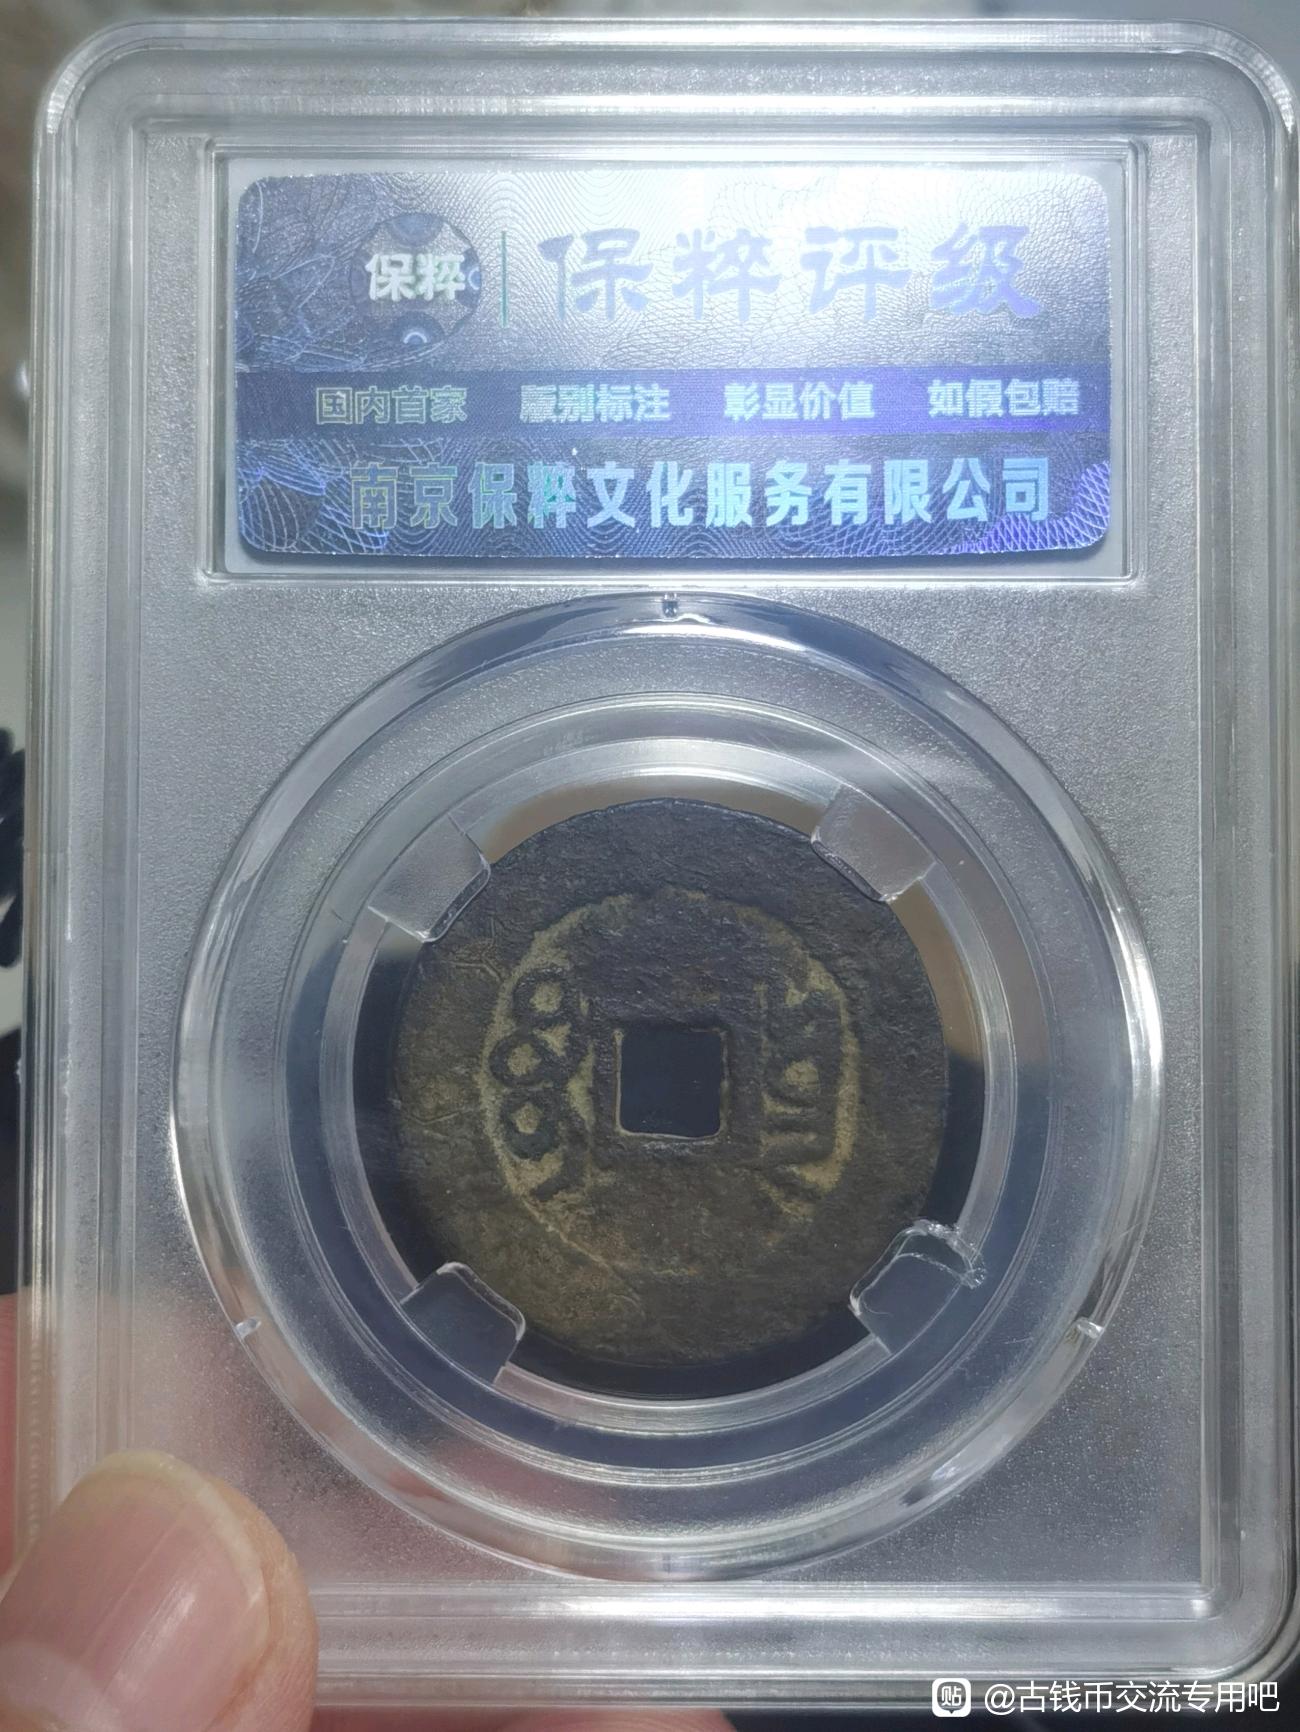 保粹 保粹评级
国内首家 版别标注 彰显价值 如假包赔
南京保粹文化服务有限公司
贴 @古钱币交流专用吧